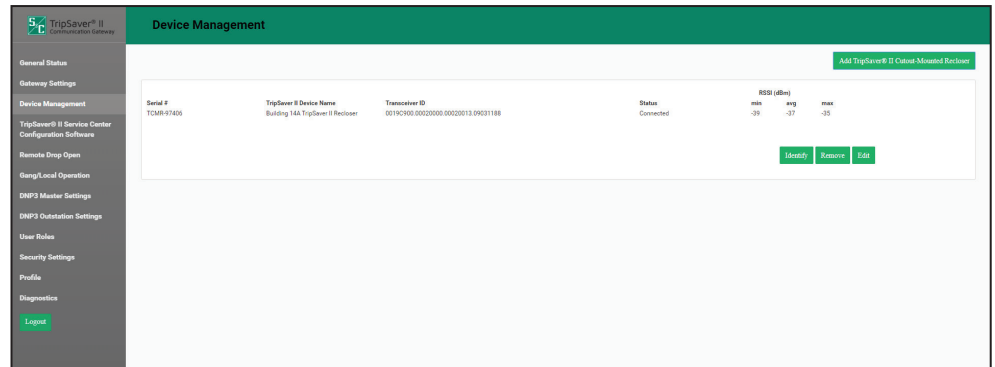 S&C TripSaver® II
Communication Gateway
Device Management
General Status
Gateway Settings
Device Management
TripSaver® II Service Center
Configuration Software
Remote Drop Open
Gang/Local Operation
DNP3 Master Settings
DNP3 Outstation Settings
User Roles
Security Settings
Profile
Diagnostics
Logout
Add TripSaver® II Cutout-Mounted Recloser
RSSI (dBm)
Serial # TripSaver II Device Name Transceiver ID Status min avg max
TCMR-97406 Building 14A TripSaver II Recloser 0019C900.00020000.00020013.09031188 Connected -39 -37 -35
Identify Remove Edit